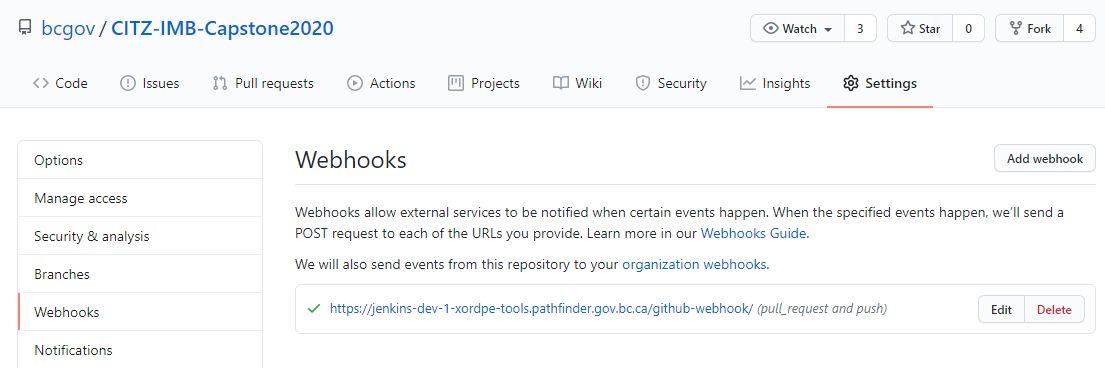 bcgov / CITZ-IMB-Capstone2020
Watch 3 Star 0 Fork 4
Code Issues Pull requests Actions Projects Wiki Security Insights Settings
Options
Manage access
Security & analysis
Branches
Webhooks
Notifications
Webhooks
Add webhook
Webhooks allow external services to be notified when certain events happen. When the specified events happen, we'll send a
POST request to each of the URLs you provide. Learn more in our Webhooks Guide.
We will also send events from this repository to your organization webhooks.
https://jenkins-dev-1-xordpe-tools.pathfinder.gov.bc.ca/github-webhook/ (pull_request and push)
Edit Delete